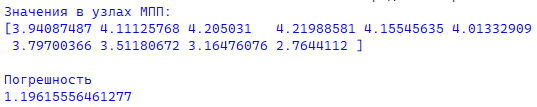 Значения в узлах МПП:
[3.94087487 4.11125768 4.205031   4.21988581 4.15545635 4.01332909
 3.79700366 3.51180672 3.16476076 2.7644112 ]
Погрешность
1.19615556461277